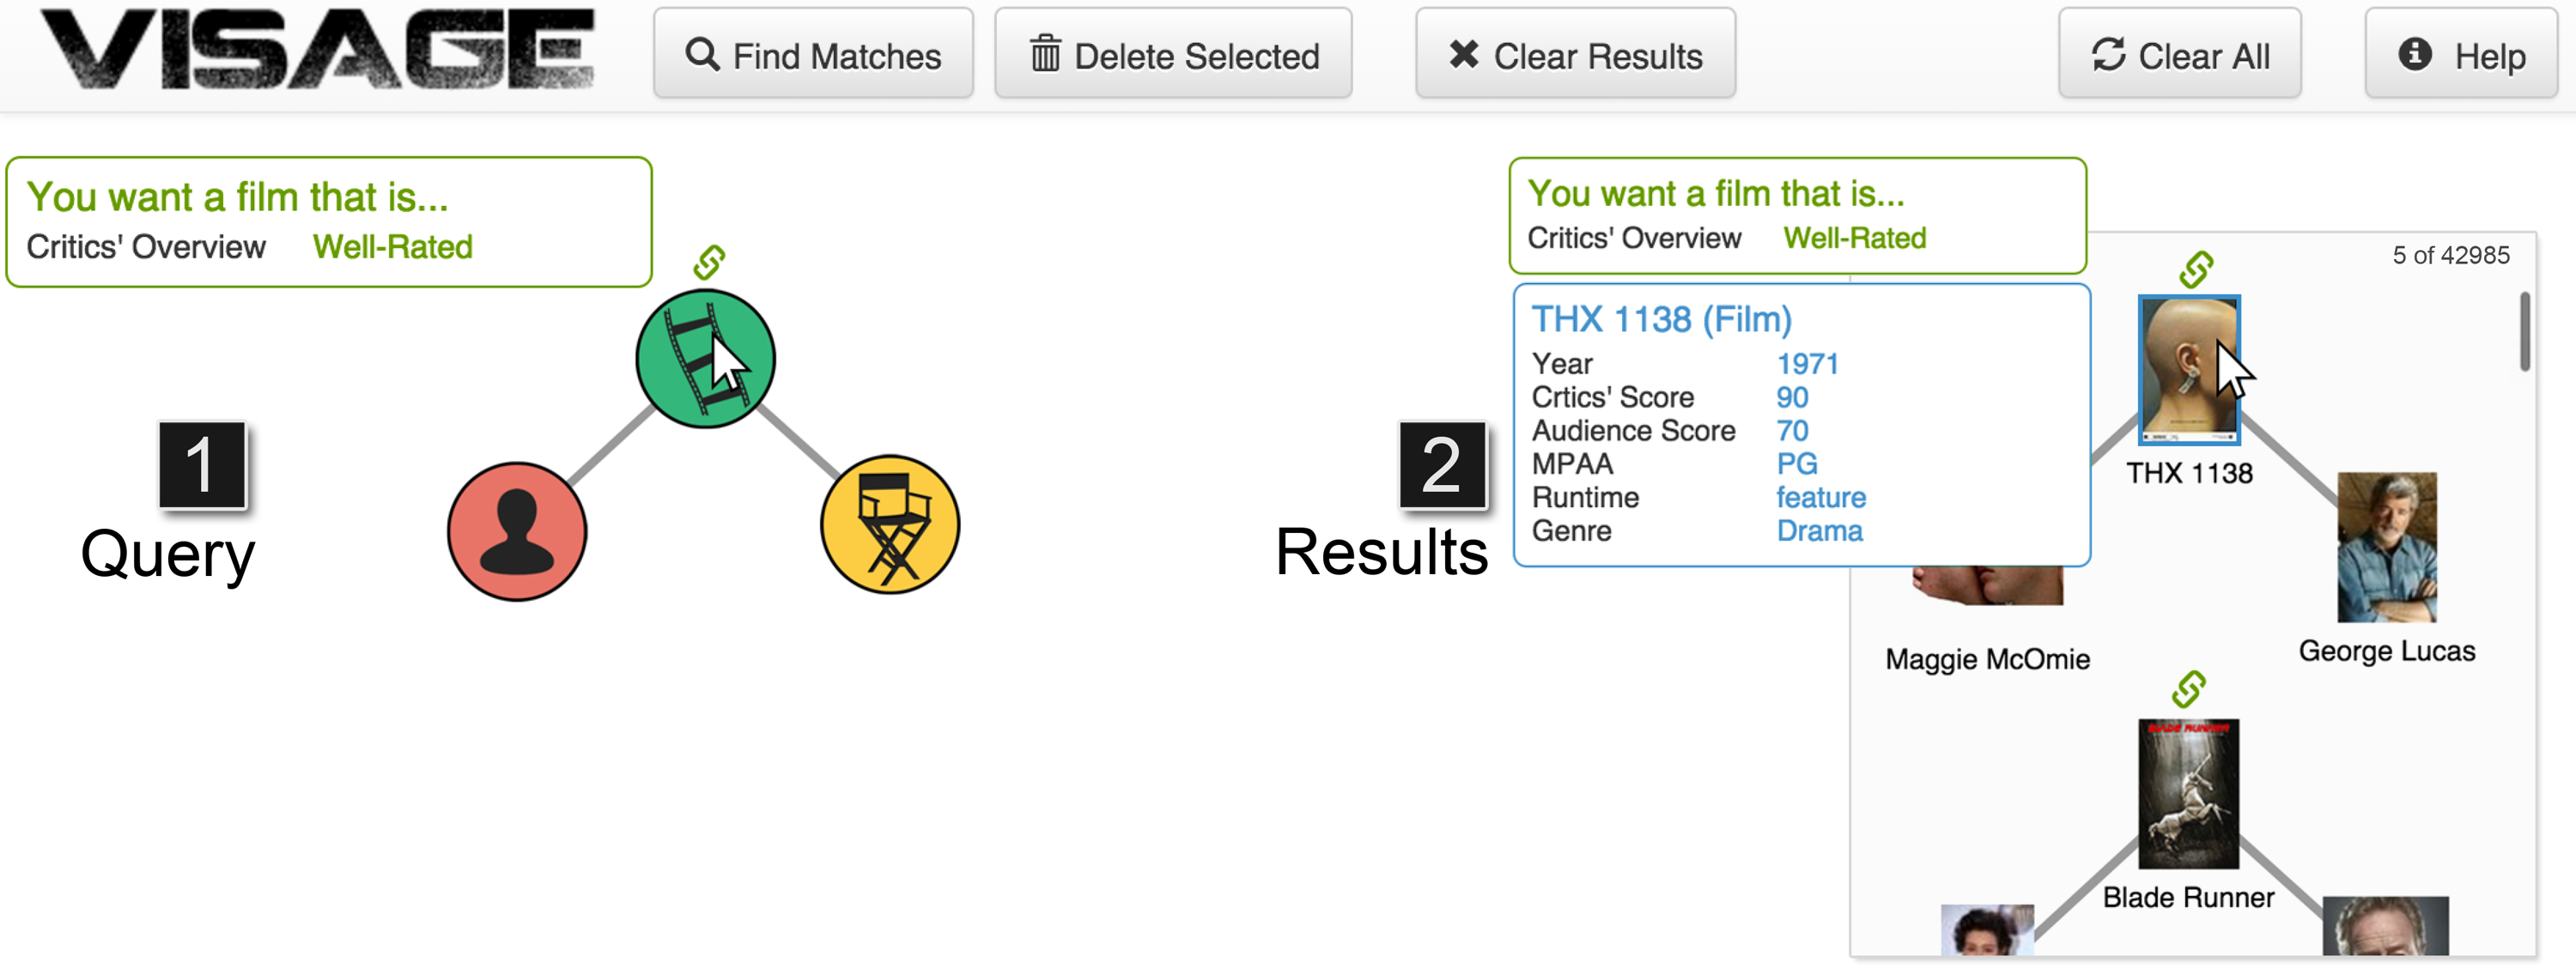 VISAGE
Find Matches
Delete Selected
Clear Results
Clear All
Help
You want a film that is...
Critics' Overview Well-Rated
1
Query
You want a film that is...
Critics' Overview Well-Rated
5 of 42985
THX 1138 (Film)
Year 1971
Crtics' Score 90
Audience Score 70
MPAA PG
Runtime feature
Genre Drama
2
Results
THX 1138
Maggie McOmie
George Lucas
BLADE RUNNER
Blade Runner